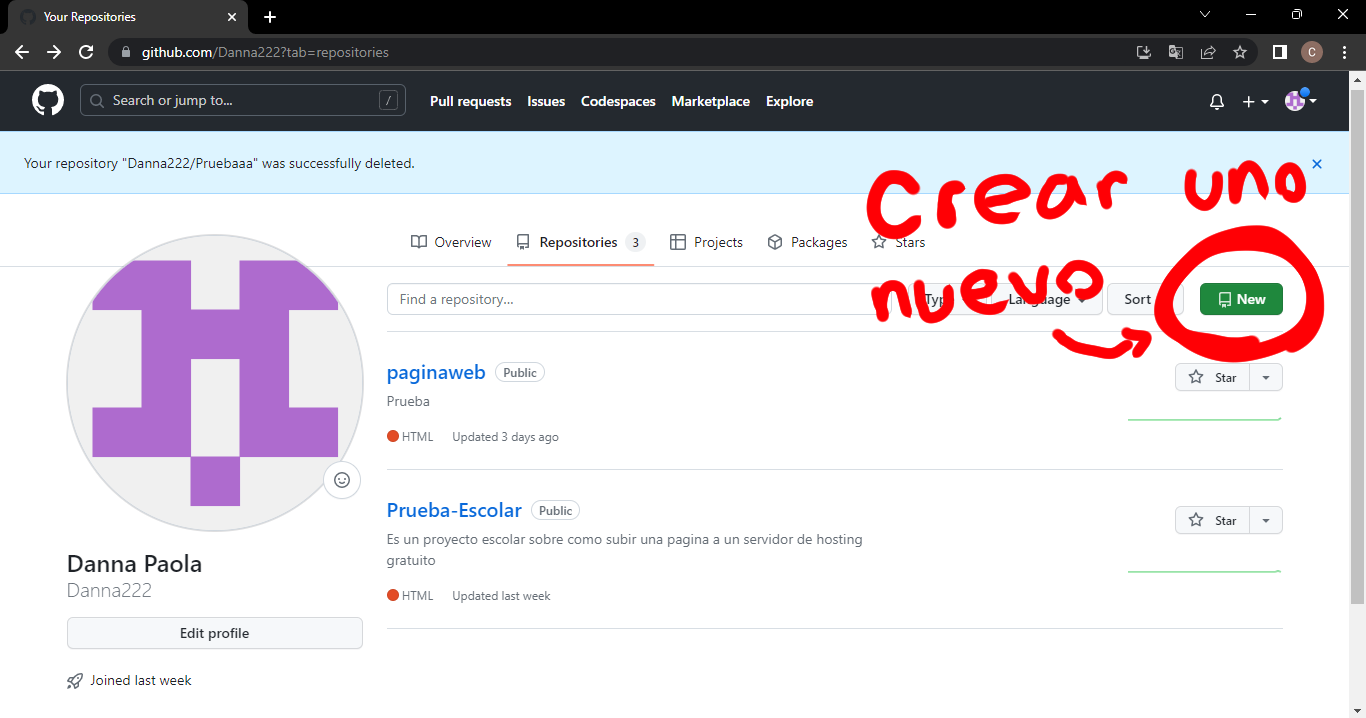 Your Repositories
github.com/Danna222?tab=repositories
C
Search or jump to...
/
Pull requests
Issues
Codespaces
Marketplace
Explore
Your repository "Danna222/Pruebaaa" was successfully deleted.
Crear uno
nuevo
Overview
Repositories 3
Projects
Packages
Stars
Find a repository...
Type
Language
Sort
New
paginaweb Public
Star
Prueba
HTML Updated 3 days ago
Prueba-Escolar Public
Star
Es un proyecto escolar sobre como subir una pagina a un servidor de hosting
gratuito
HTML Updated last week
Danna Paola
Danna222
Edit profile
Joined last week